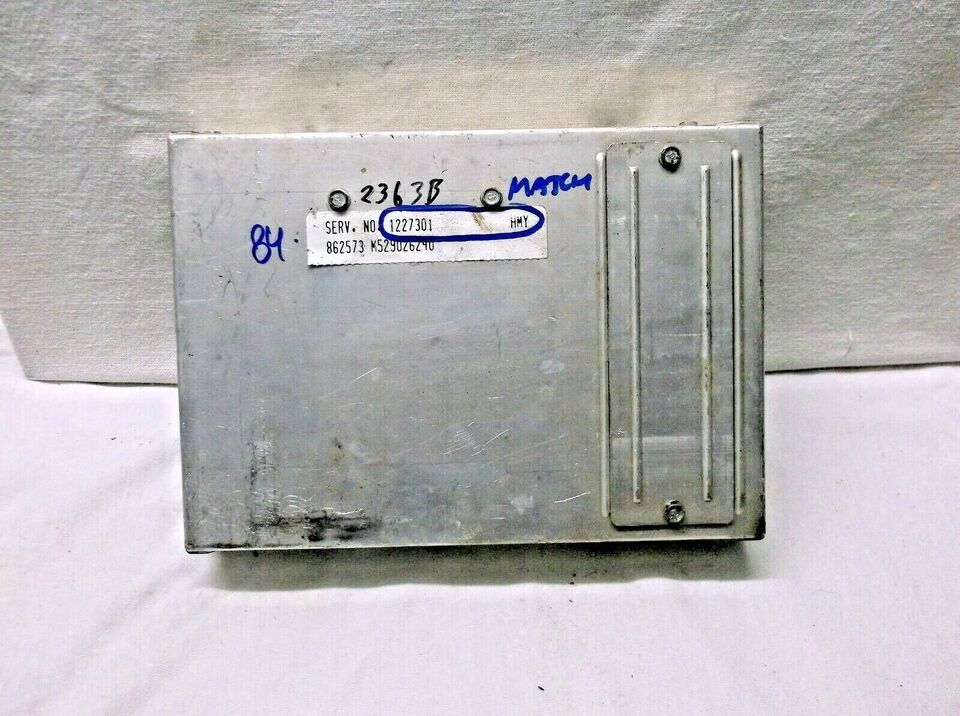 2363B MATCH
84.
SERV. NO. 1227301 HMY
862573 M529026240